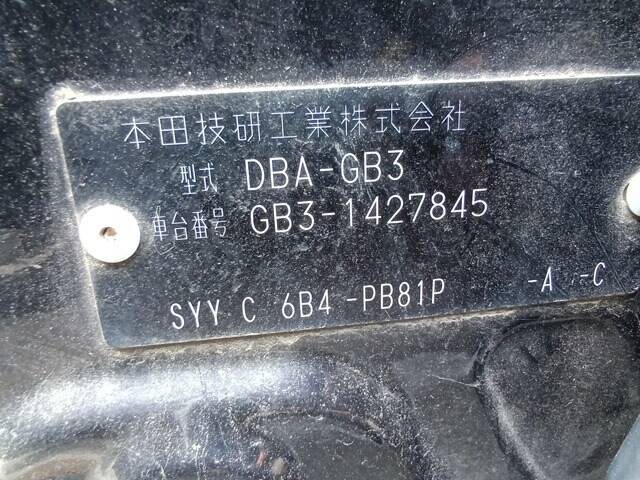 本田技研工業株式会社
型式 DBA-GB3
車台番号 GB3-1427845
SYY C 6B4 -PB81P -A -C